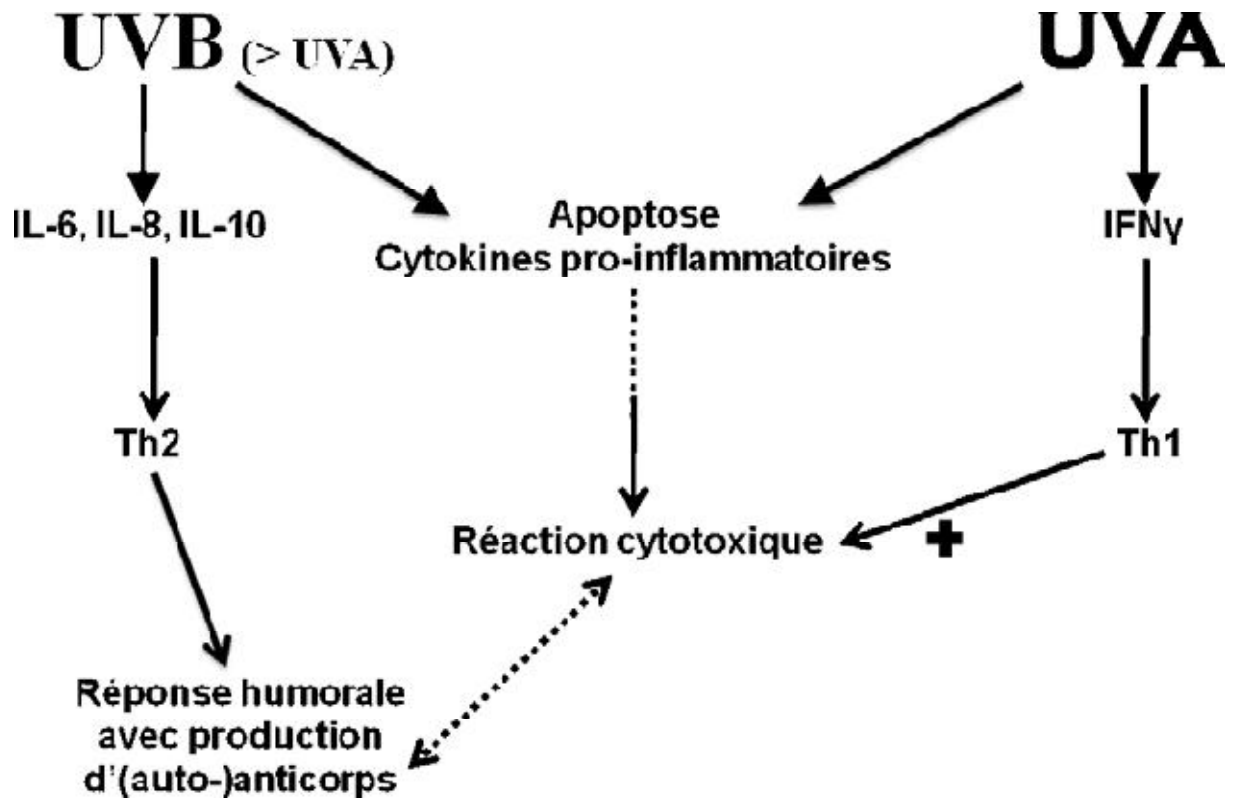 UVB (> UVA)
UVA
IL-6, IL-8, IL-10
Apoptose
Cytokines pro-inflammatoires
IFNγ
Th2
Th1
Réaction cytotoxique
+
Réponse humorale
avec production
d'(auto-)anticorps